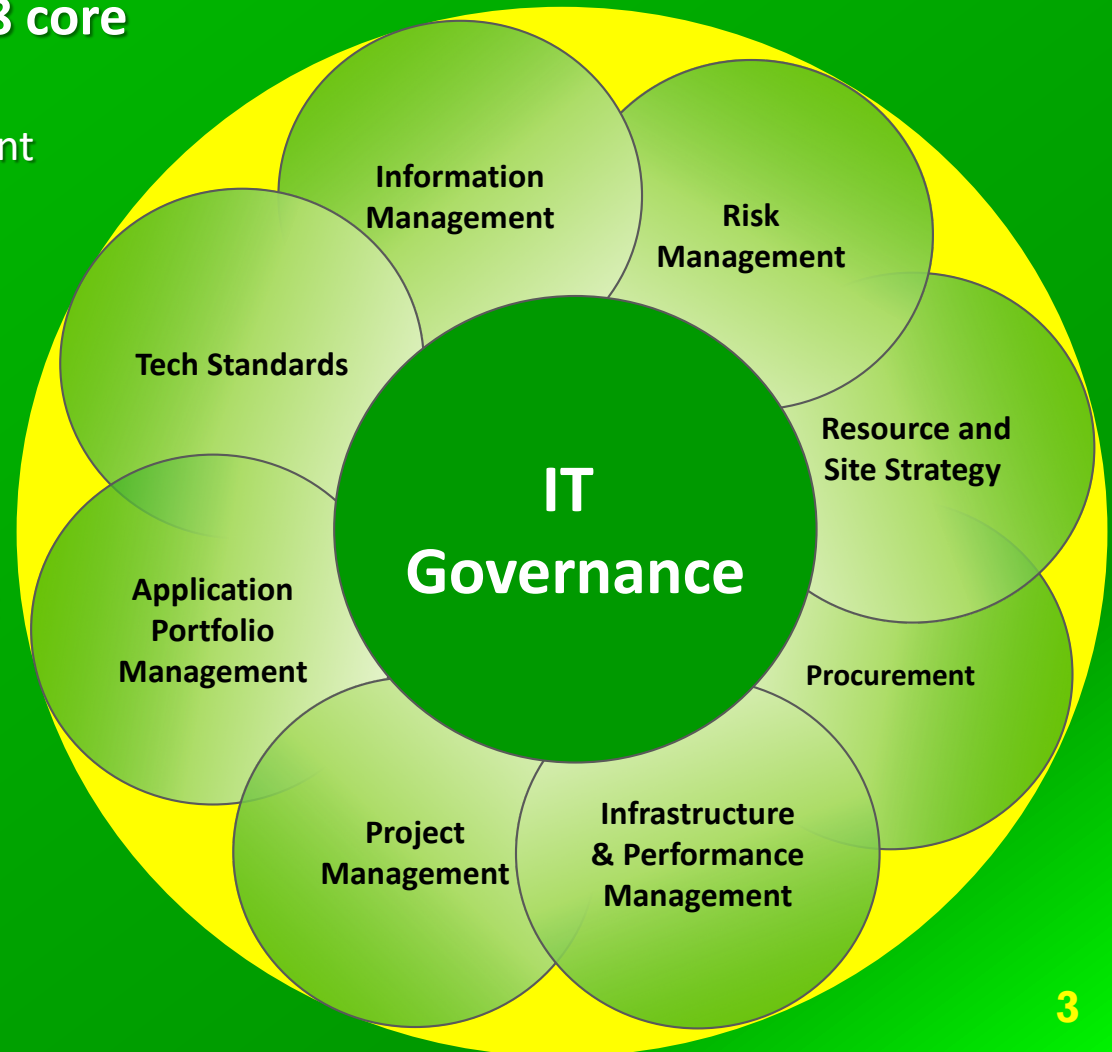 8 core
nt
Information
Management
Risk
Management
Tech Standards
Resource and
Site Strategy
IT
Governance
Application
Portfolio
Management
Procurement
Project
Management
Infrastructure
& Performance
Management
3